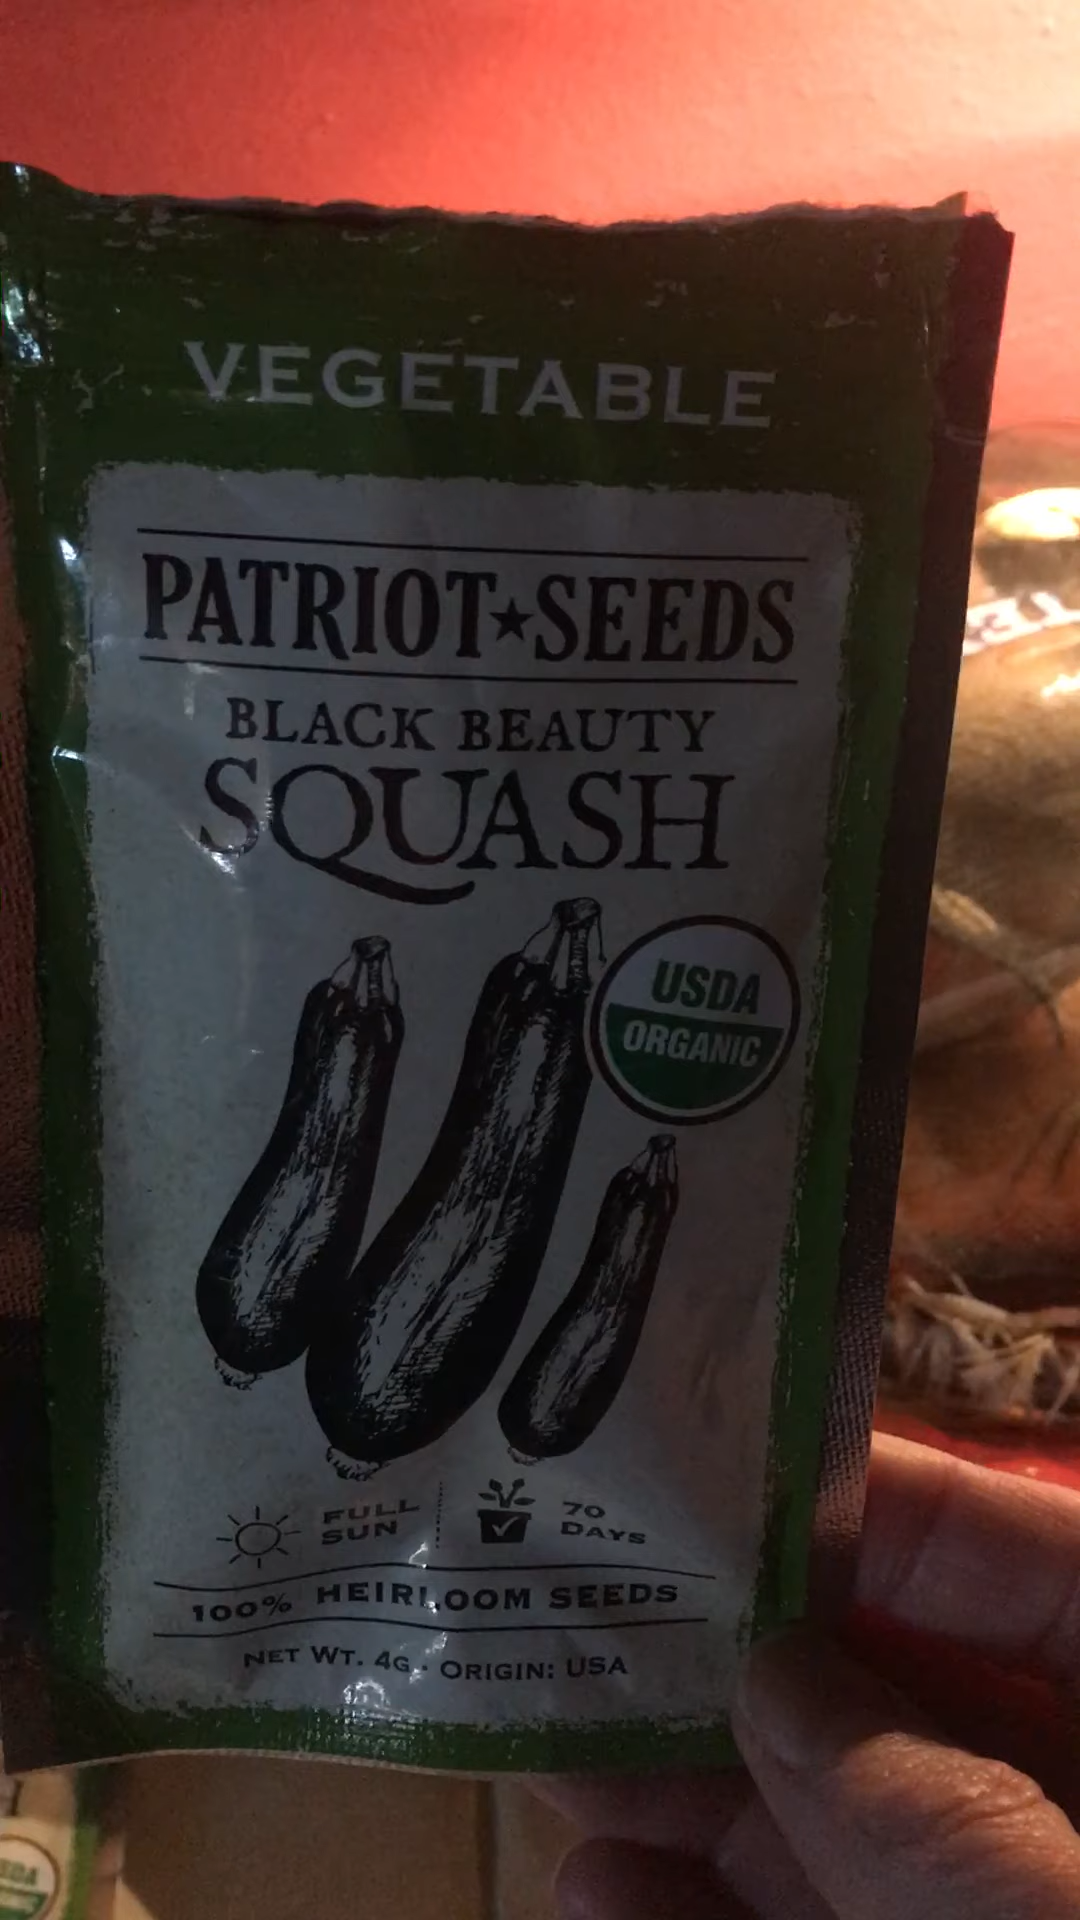 VEGETABLE
PATRIOT★SEEDS
BLACK BEAUTY
SQUASH
USDA
ORGANIC
FULL
SUN
70
DAYS
100% HEIRLOOM SEEDS
NET WT. 4G · ORIGIN: USA